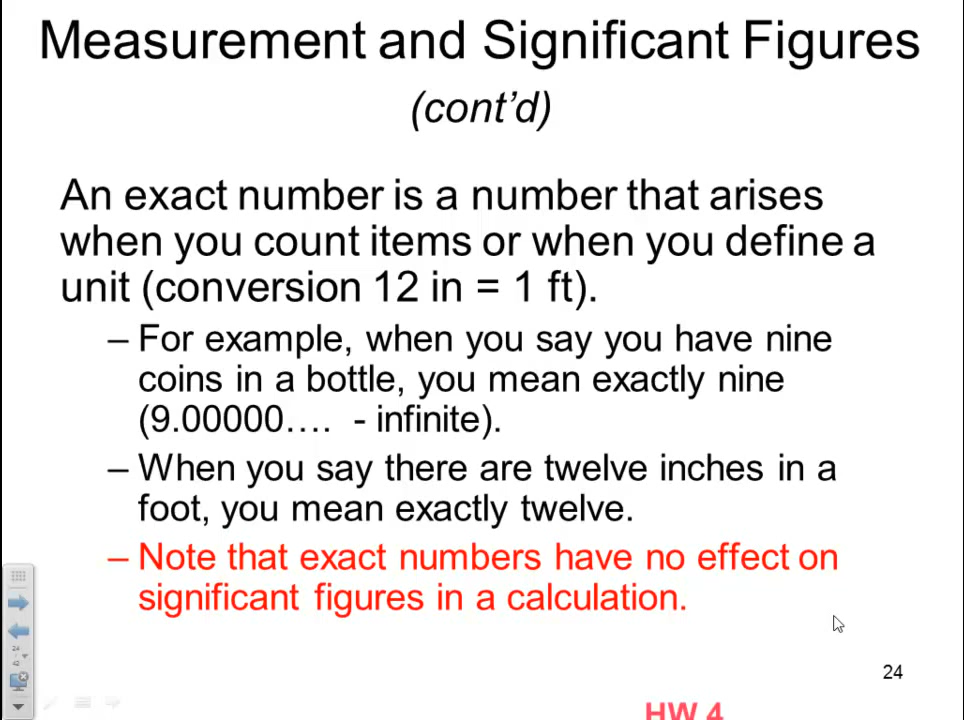 Measurement and Significant Figures
(cont’d)
An exact number is a number that arises
when you count items or when you define a
unit (conversion 12 in = 1 ft).
– For example, when you say you have nine
coins in a bottle, you mean exactly nine
(9.00000…. - infinite).
– When you say there are twelve inches in a
foot, you mean exactly twelve.
– Note that exact numbers have no effect on
significant figures in a calculation.
24
42
24
HW 4